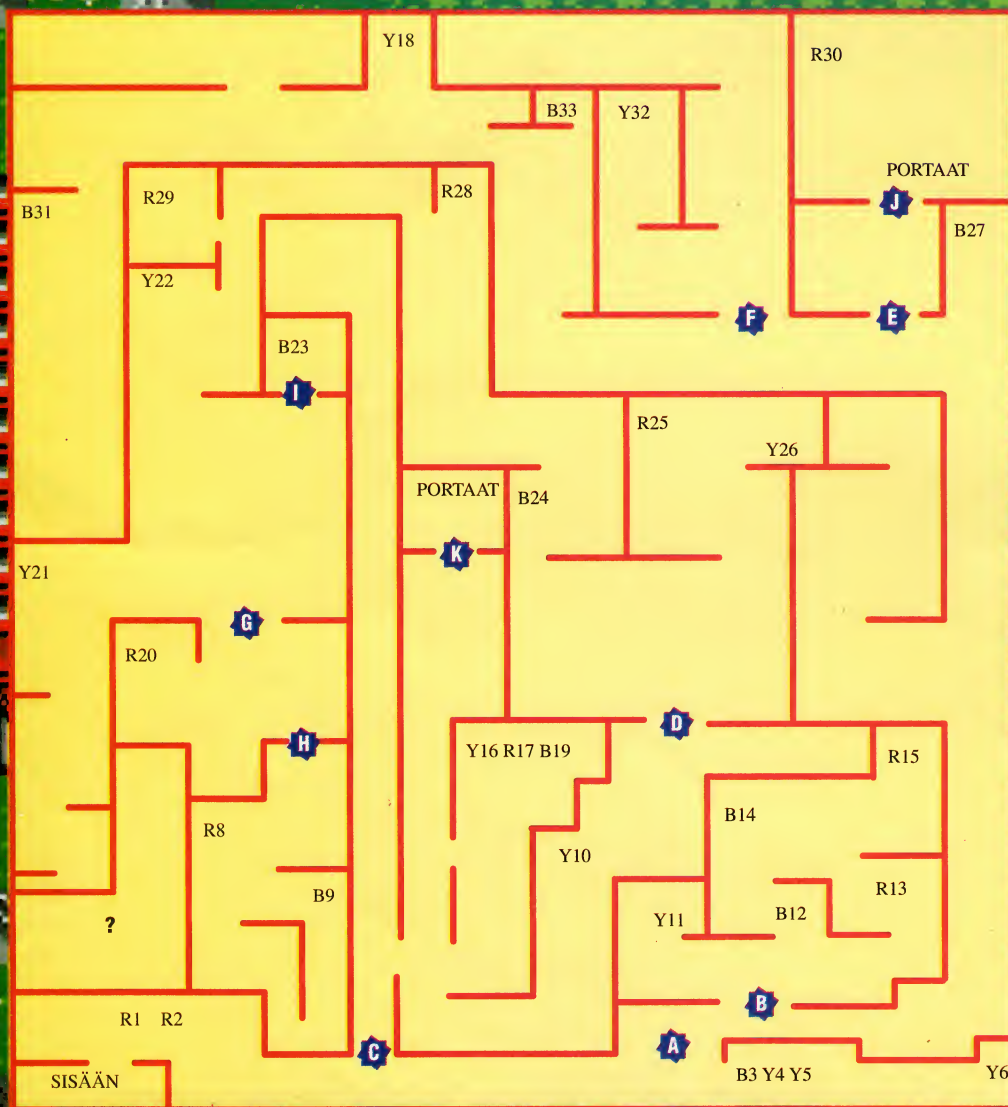 Y18
R30
B33
Y32
PORTAAT
R29
R28
J
B31
B27
Y22
F
E
B23
I
R25
Y26
PORTAAT
B24
K
Y21
G
R20
D
H
Y16 R17 B19
R15
R8
B14
Y10
B9
R13
?
Y11
B12
B
R1 R2
C
A
SISÄÄN
B3 Y4 Y5
Y6